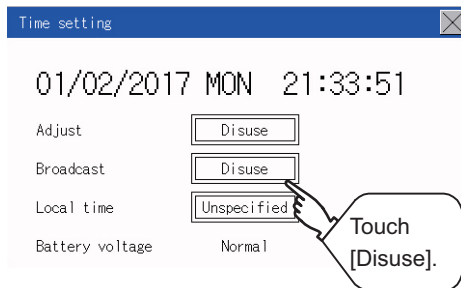 Time setting
01/02/2017 MON 21:33:51
Adjust Disuse
Broadcast Disuse
Local time Unspecified
Battery voltage Normal
Touch
[Disuse].